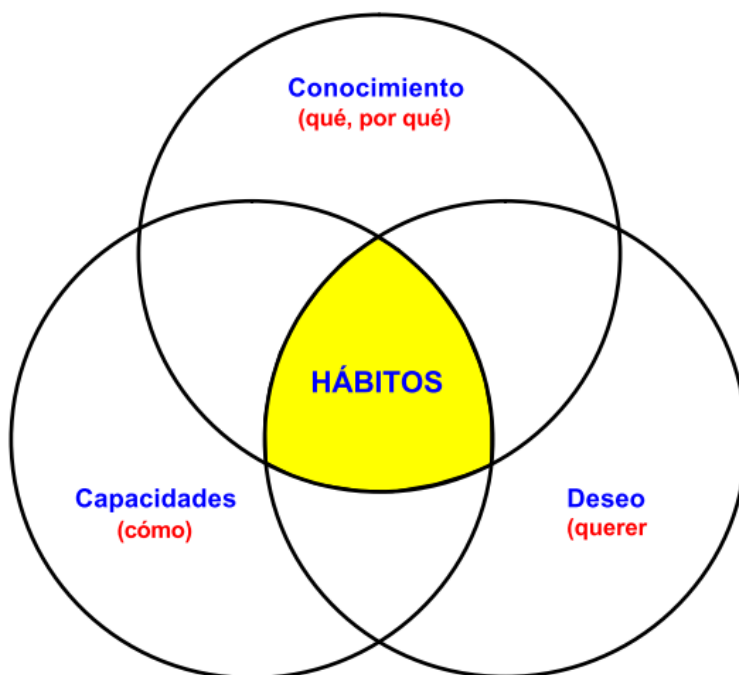 Conocimiento
(qué, por qué)
HÁBITOS
Capacidades
(cómo)
Deseo
(querer